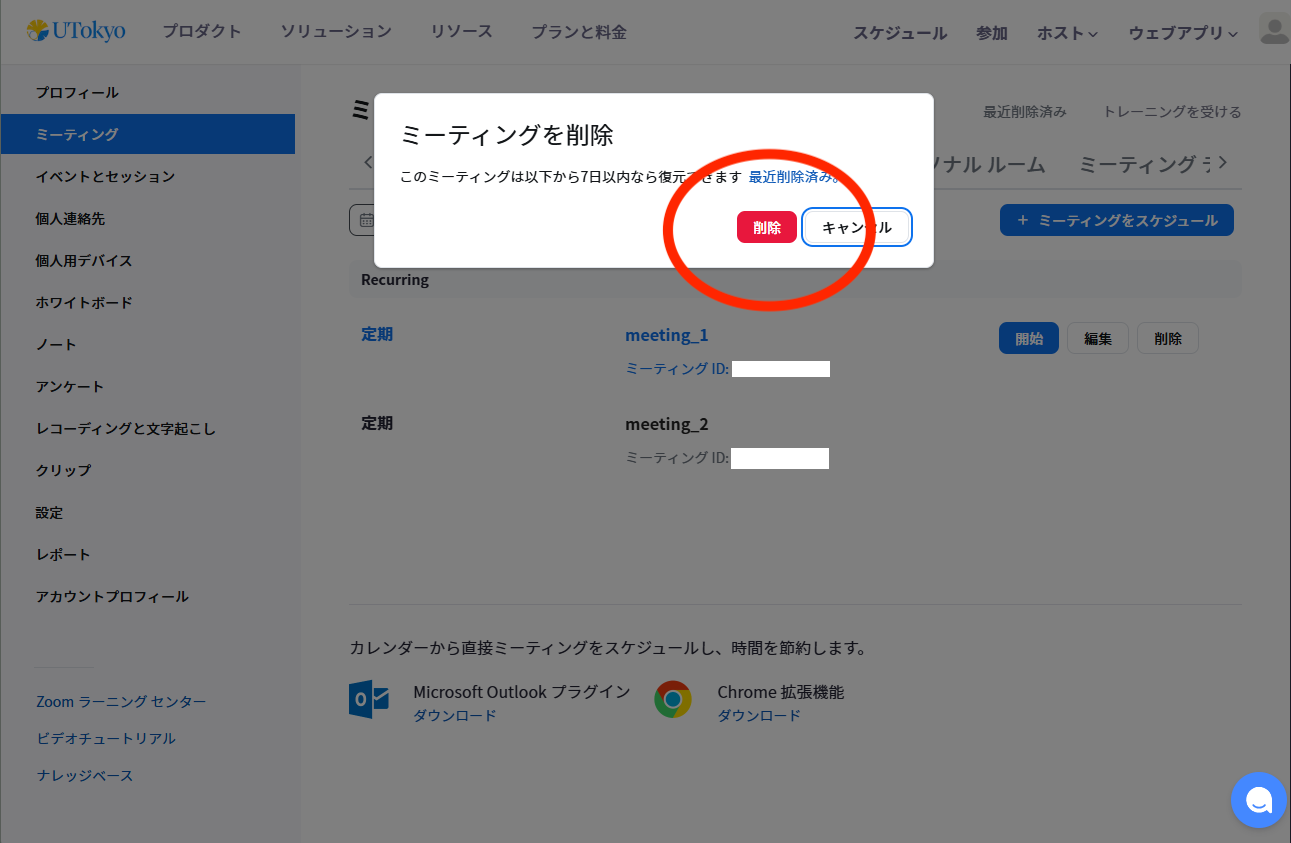 UTokyo プロダクト ソリューション リソース プランと料金 スケジュール 参加 ホスト ウェブアプリ
プロフィール
ミーティング
イベントとセッション
個人連絡先
個人用デバイス
ホワイトボード
ノート
アンケート
レコーディングと文字起こし
クリップ
設定
レポート
アカウントプロフィール
Zoom ラーニング センター
ビデオチュートリアル
ナレッジベース
ミ
最近削除済み トレーニングを受ける
ナル ルーム ミーティング テ
ミーティングを削除
このミーティングは以下から7日以内なら復元できます 最近削除済み。
削除 キャンセル
+ ミーティングをスケジュール
Recurring
定期 meeting_1 開始 編集 削除
ミーティング ID:
定期 meeting_2
ミーティング ID:
カレンダーから直接ミーティングをスケジュールし、時間を節約します。
Microsoft Outlook プラグイン
ダウンロード
Chrome 拡張機能
ダウンロード